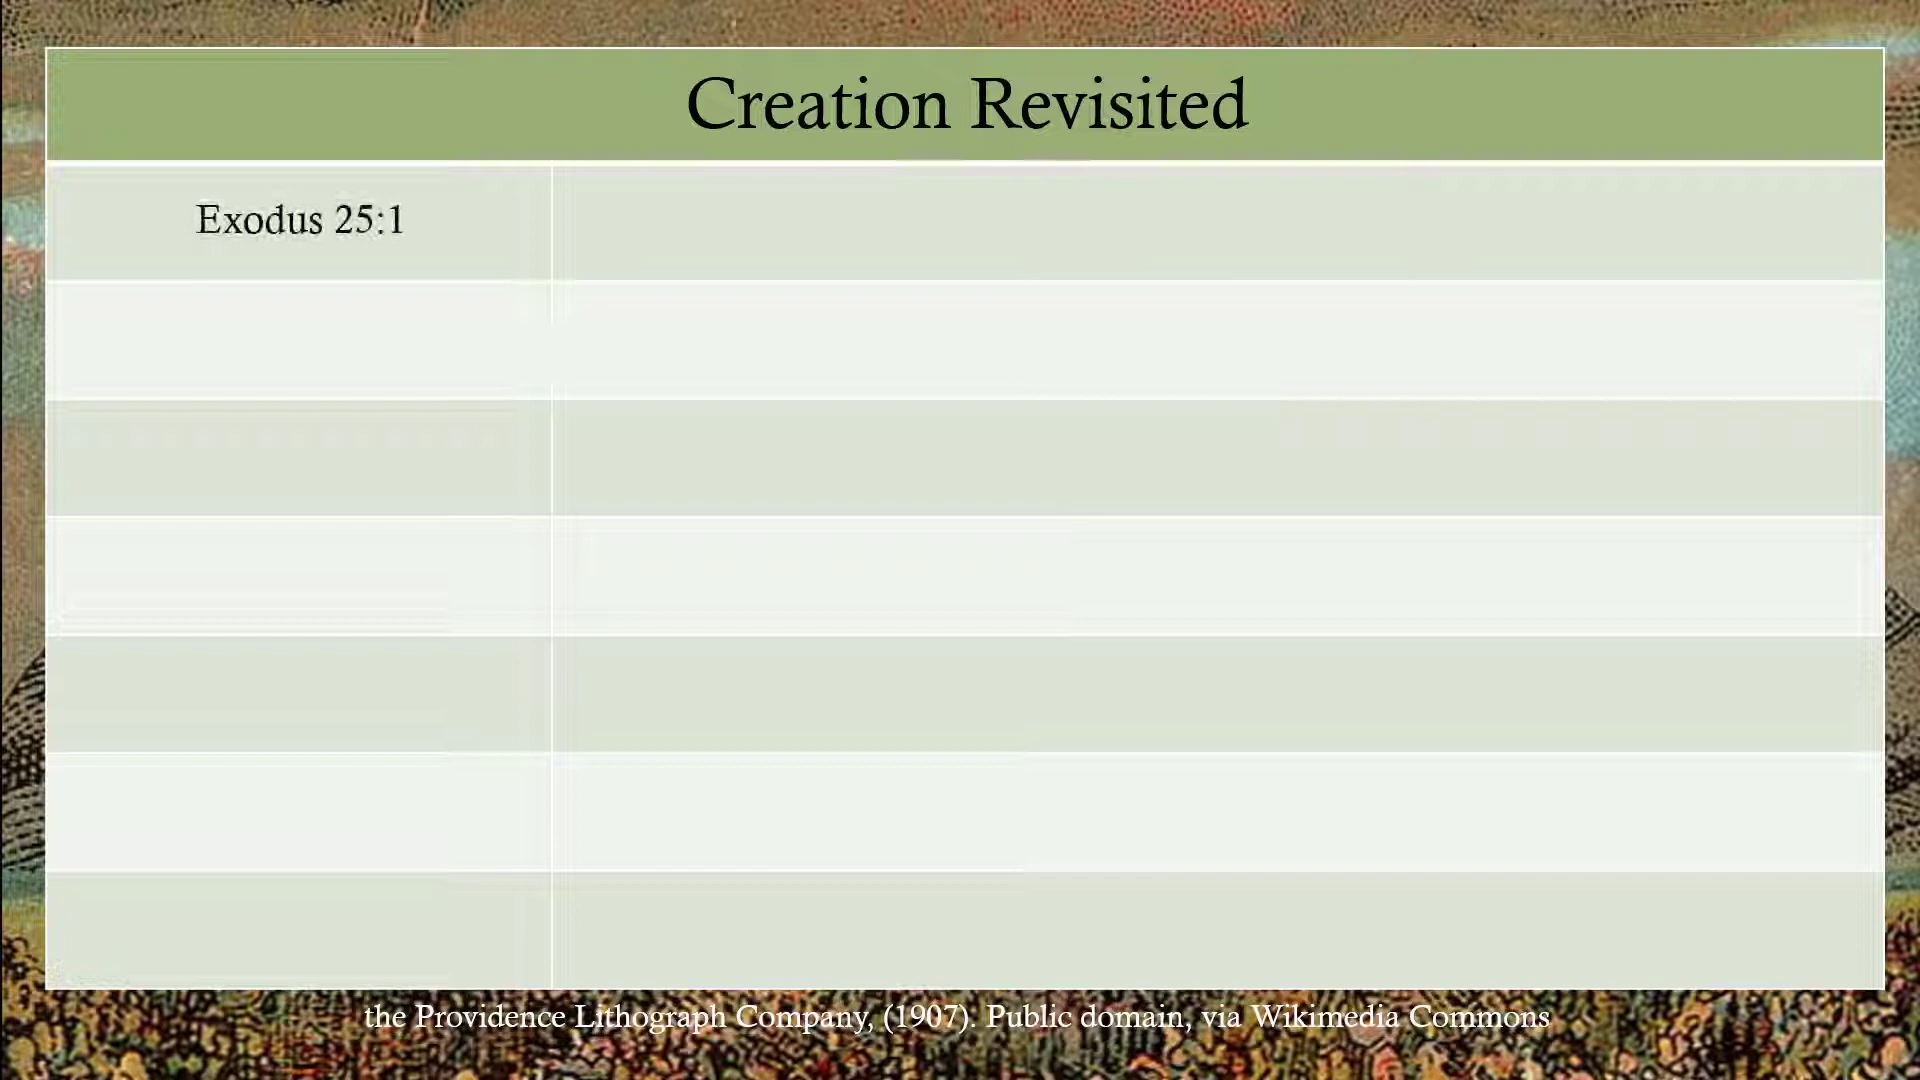 Creation Revisited
Exodus 25:1
the Providence Lithograph Company, (1907). Public domain, via Wikimedia Commons